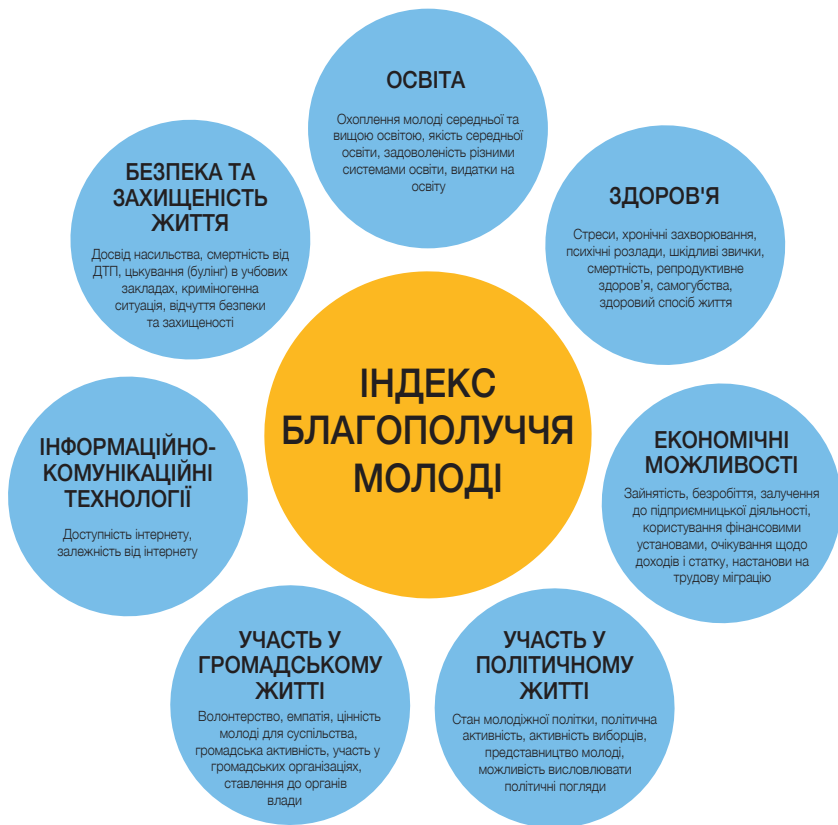 ОСВІТА
Охоплення молоді середньої та
вищою освітою, якість середньої
освіти, задоволеність різними
системами освіти, видатки на
освіту
БЕЗПЕКА ТА
ЗАХИЩЕНІСТЬ
ЖИТТЯ
Досвід насильства, смертність від
ДТП, цькування (булінг) в учбових
закладах, криміногенна
ситуація, відчуття безпеки
та захищеності
ЗДОРОВ'Я
Стреси, хронічні захворювання,
психічні розлади, шкідливі звички,
смертність, репродуктивне
здоров’я, самогубства,
здоровий спосіб життя
ІНДЕКС
БЛАГОПОЛУЧЧЯ
МОЛОДІ
ІНФОРМАЦІЙНО-
КОМУНІКАЦІЙНІ
ТЕХНОЛОГІЇ
Доступність інтернету,
залежність від інтернету
ЕКОНОМІЧНІ
МОЖЛИВОСТІ
Зайнятість, безробіття, залучення
до підприємницької діяльності,
користування фінансовими
установами, очікування щодо
доходів і статку, настанови на
трудову міграцію
УЧАСТЬ У
ГРОМАДСЬКОМУ
ЖИТТІ
Волонтерство, емпатія, цінність
молоді для суспільства,
громадська активність, участь у
громадських організаціях,
ставлення до органів
влади
УЧАСТЬ У
ПОЛІТИЧНОМУ
ЖИТТІ
Стан молодіжної політки, політична
активність, активність виборців,
представництво молоді,
можливість висловлювати
політичні погляди